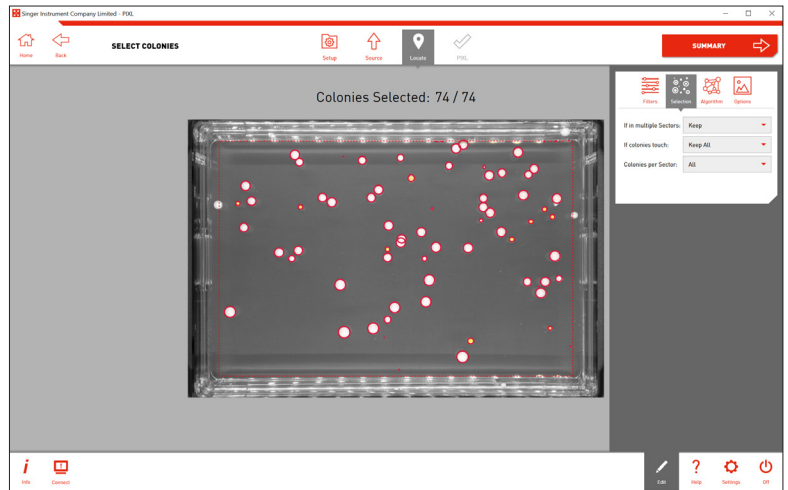 Singer Instrument Company Limited - PIXL
Home
Back
SELECT COLONIES
Setup
Source
Locate
PIXL
SUMMARY
Colonies Selected: 74 / 74
Filters
Selection
Algorithm
Options
If in multiple Sectors: Keep
If colonies touch: Keep All
Colonies per Sector: All
Info
Connect
Edit
Help
Settings
Off